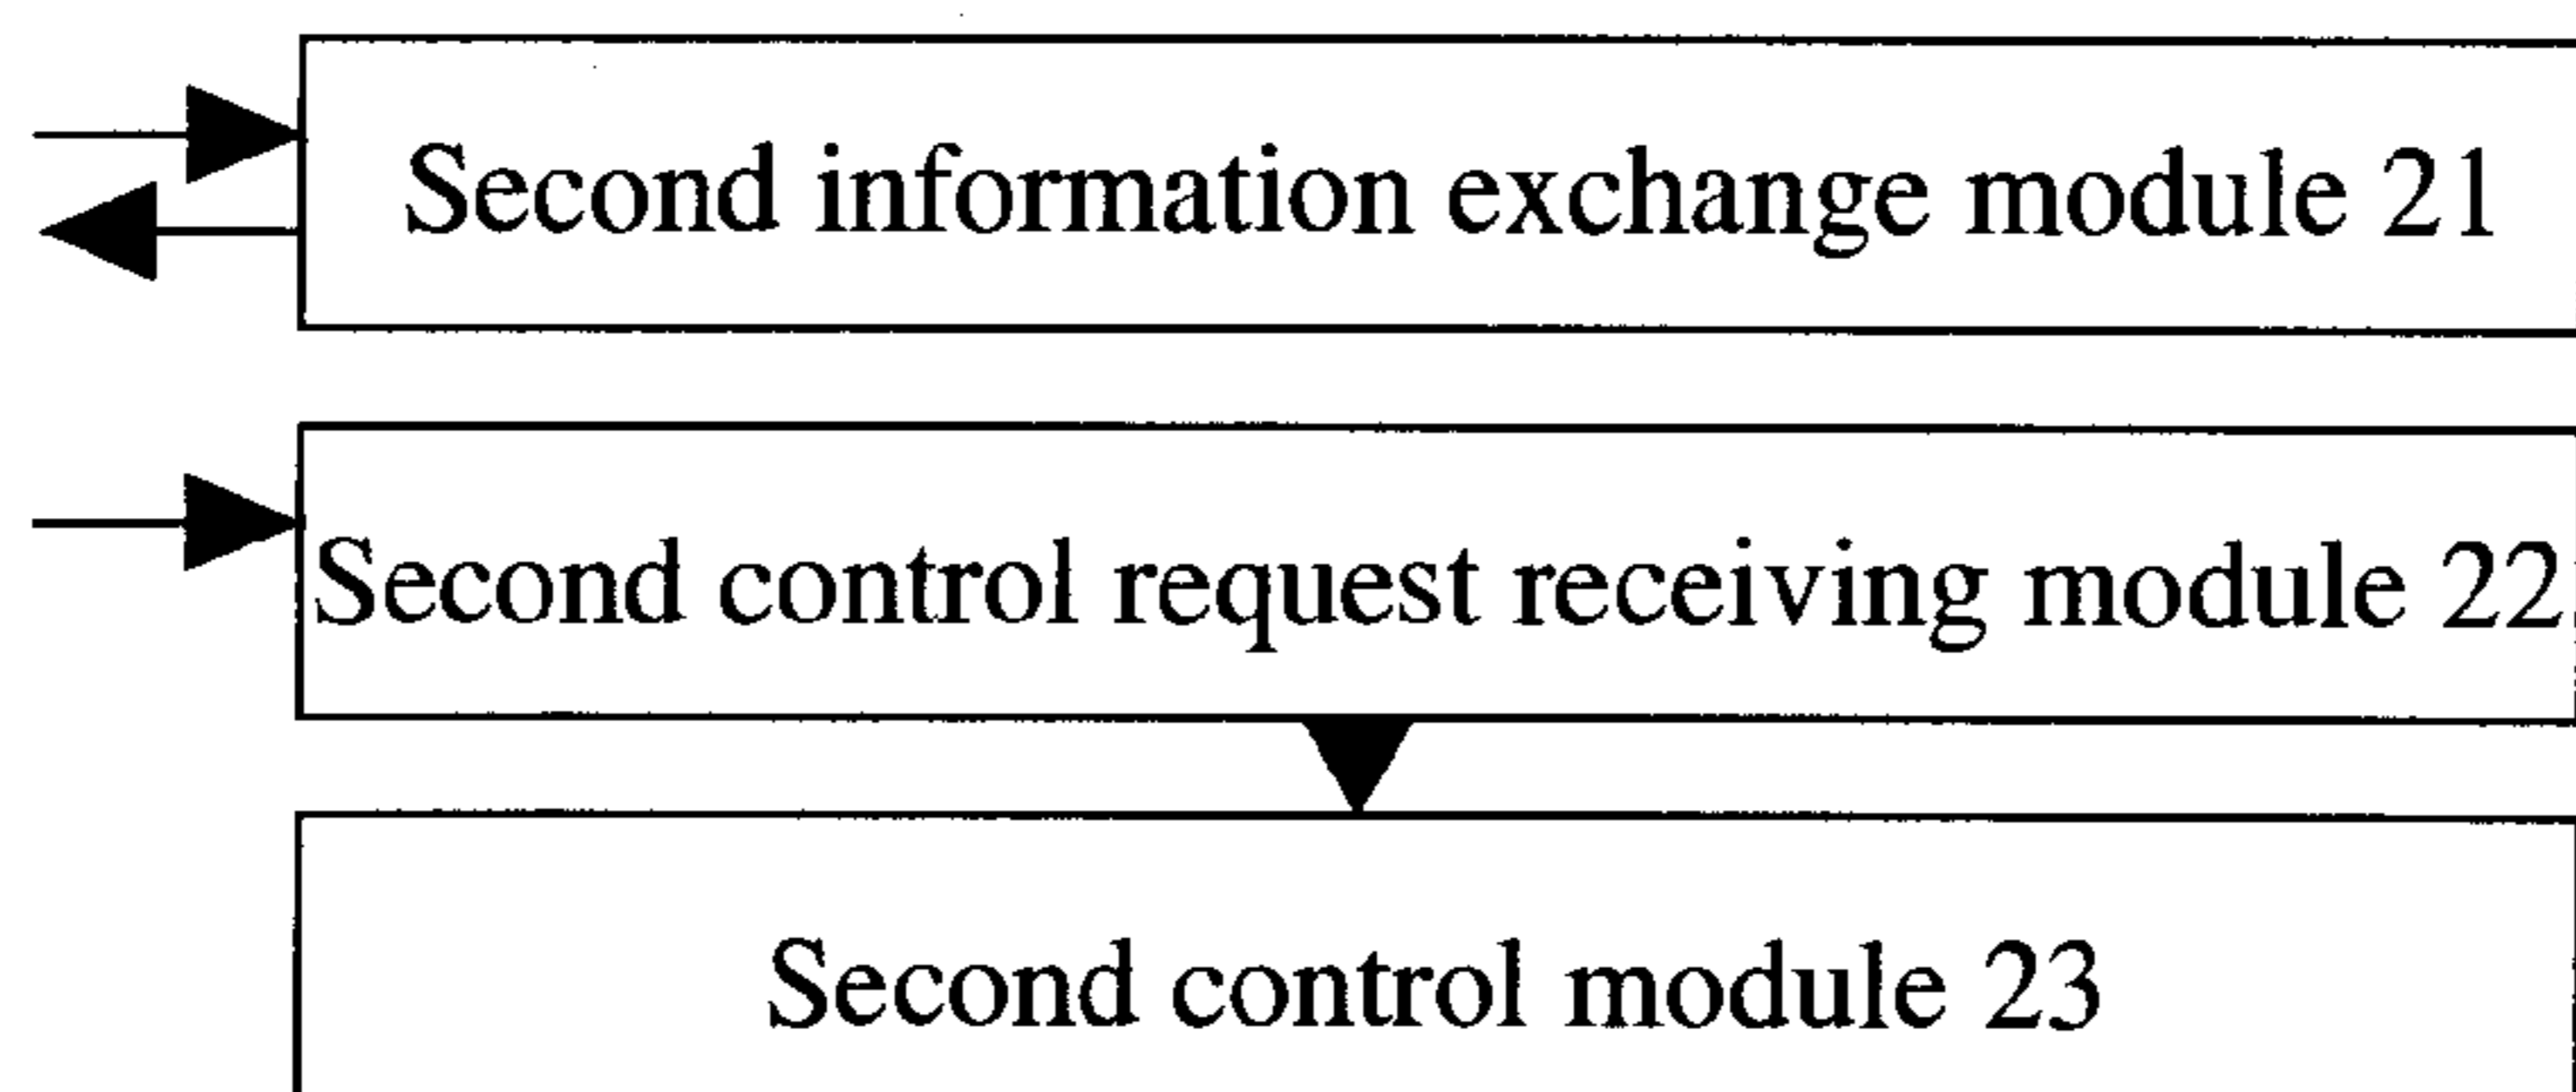 Second information exchange module 21
Second control request receiving module 22
Second control module 23